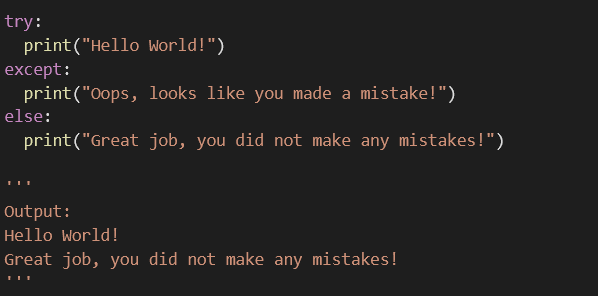 try:
  print("Hello World!")
except:
  print("Oops, looks like you made a mistake!")
else:
  print("Great job, you did not make any mistakes!")

'''
Output:
Hello World!
Great job, you did not make any mistakes!
'''